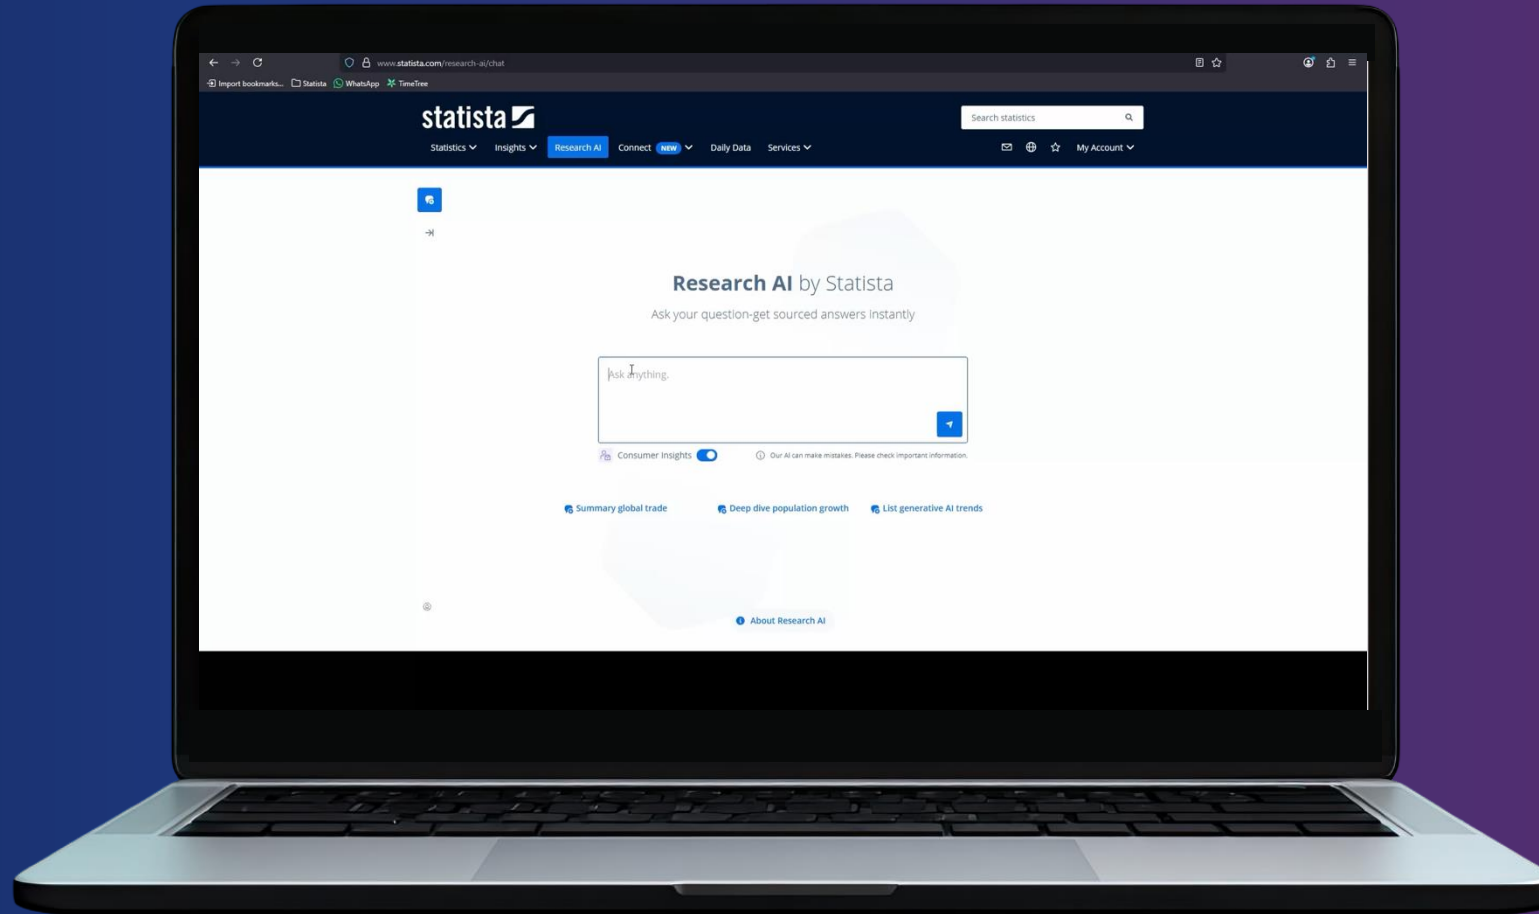 www.statista.com/research-ai/chat
Import bookmarks... Statista WhatsApp TimeTree
statista
Search statistics
Statistics Insights Research AI Connect NEW Daily Data Services My Account
Research AI by Statista
Ask your question-get sourced answers instantly
Ask anything.
Consumer Insights Our AI can make mistakes. Please check important information.
Summary global trade Deep dive population growth List generative AI trends
About Research AI